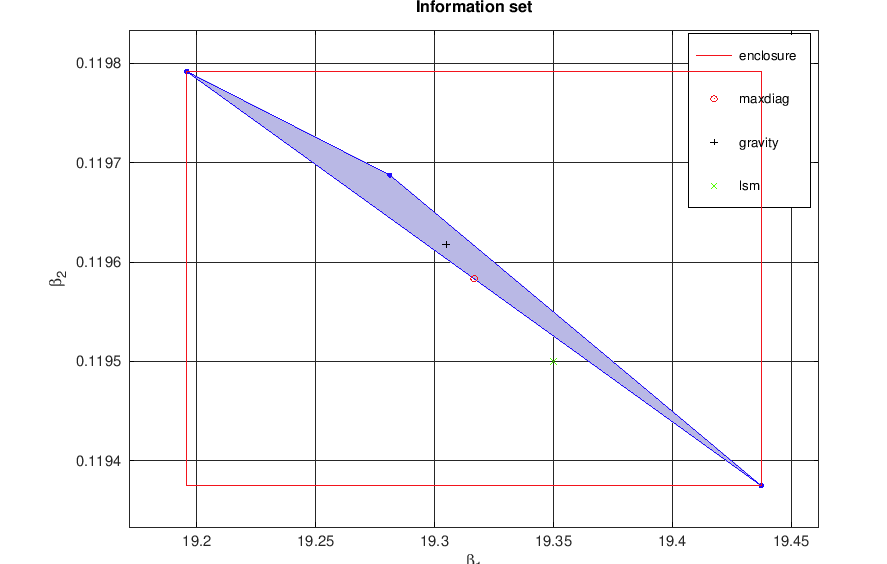 Information set
0.1198
0.1197
0.1196
0.1195
0.1194
β2
enclosure
maxdiag
gravity
lsm
19.2 19.25 19.3 19.35 19.4 19.45